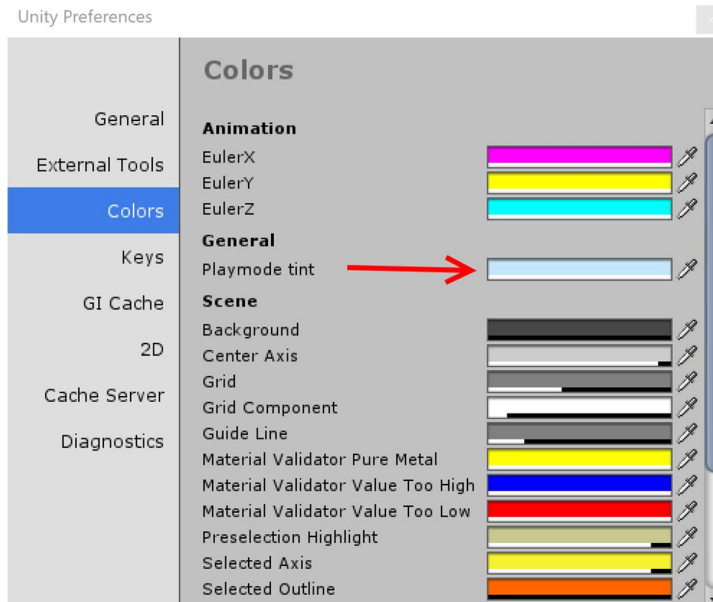 Unity Preferences
Colors
General
External Tools
Colors
Keys
GI Cache
2D
Cache Server
Diagnostics
Animation
EulerX
EulerY
EulerZ
General
Playmode tint
Scene
Background
Center Axis
Grid
Grid Component
Guide Line
Material Validator Pure Metal
Material Validator Value Too High
Material Validator Value Too Low
Preselection Highlight
Selected Axis
Selected Outline